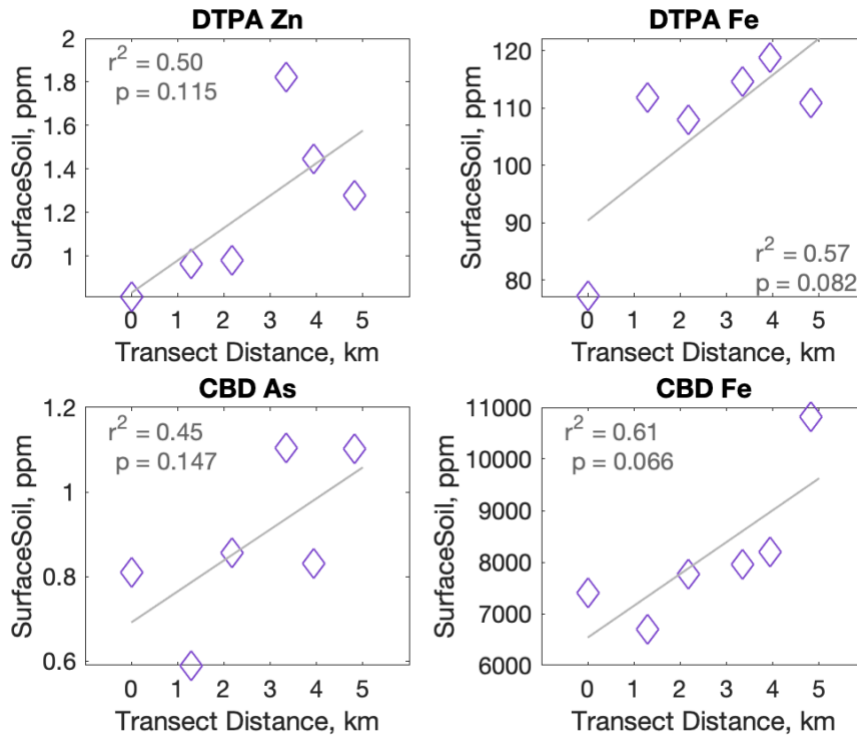 DTPA Zn
r² = 0.50
p = 0.115
2
1.8
1.6
1.4
1.2
1
SurfaceSoil, ppm
0 1 2 3 4 5
Transect Distance, km
DTPA Fe
120
110
100
90
80
SurfaceSoil, ppm
r² = 0.57
p = 0.082
0 1 2 3 4 5
Transect Distance, km
CBD As
r² = 0.45
p = 0.147
1.2
1
0.8
0.6
SurfaceSoil, ppm
0 1 2 3 4 5
Transect Distance, km
CBD Fe
r² = 0.61
p = 0.066
11000
10000
9000
8000
7000
6000
SurfaceSoil, ppm
0 1 2 3 4 5
Transect Distance, km